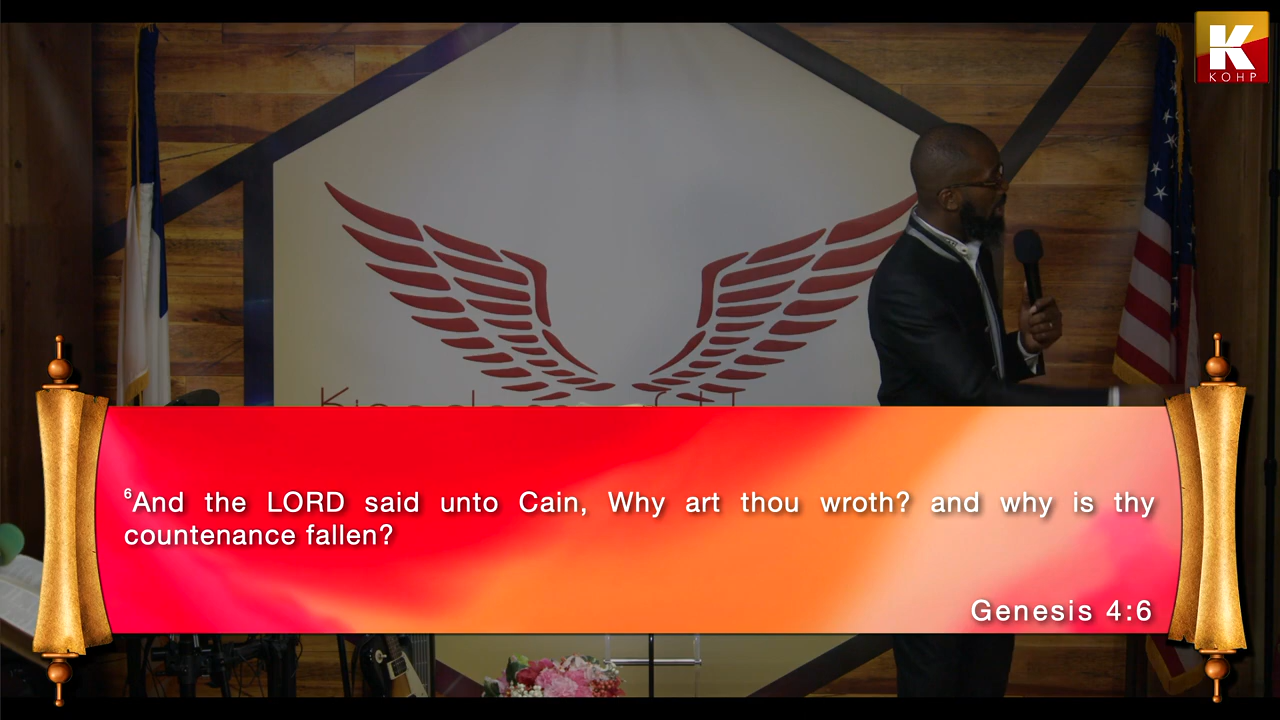 K
KOHP
⁶And the LORD said unto Cain, Why art thou wroth? and why is thy
countenance fallen?
Genesis 4:6